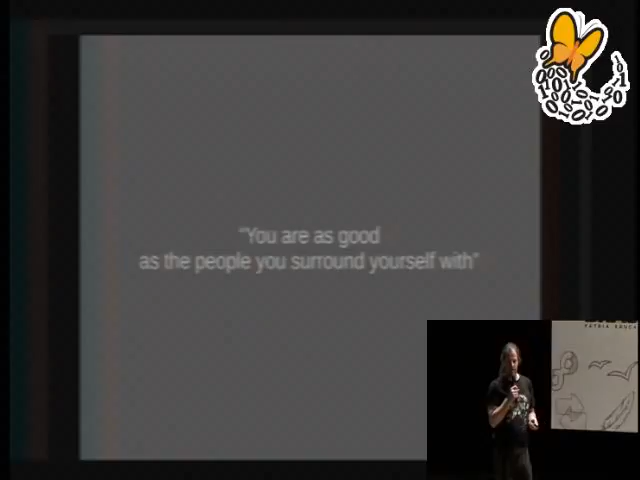 “You are as good
as the people you surround yourself with”